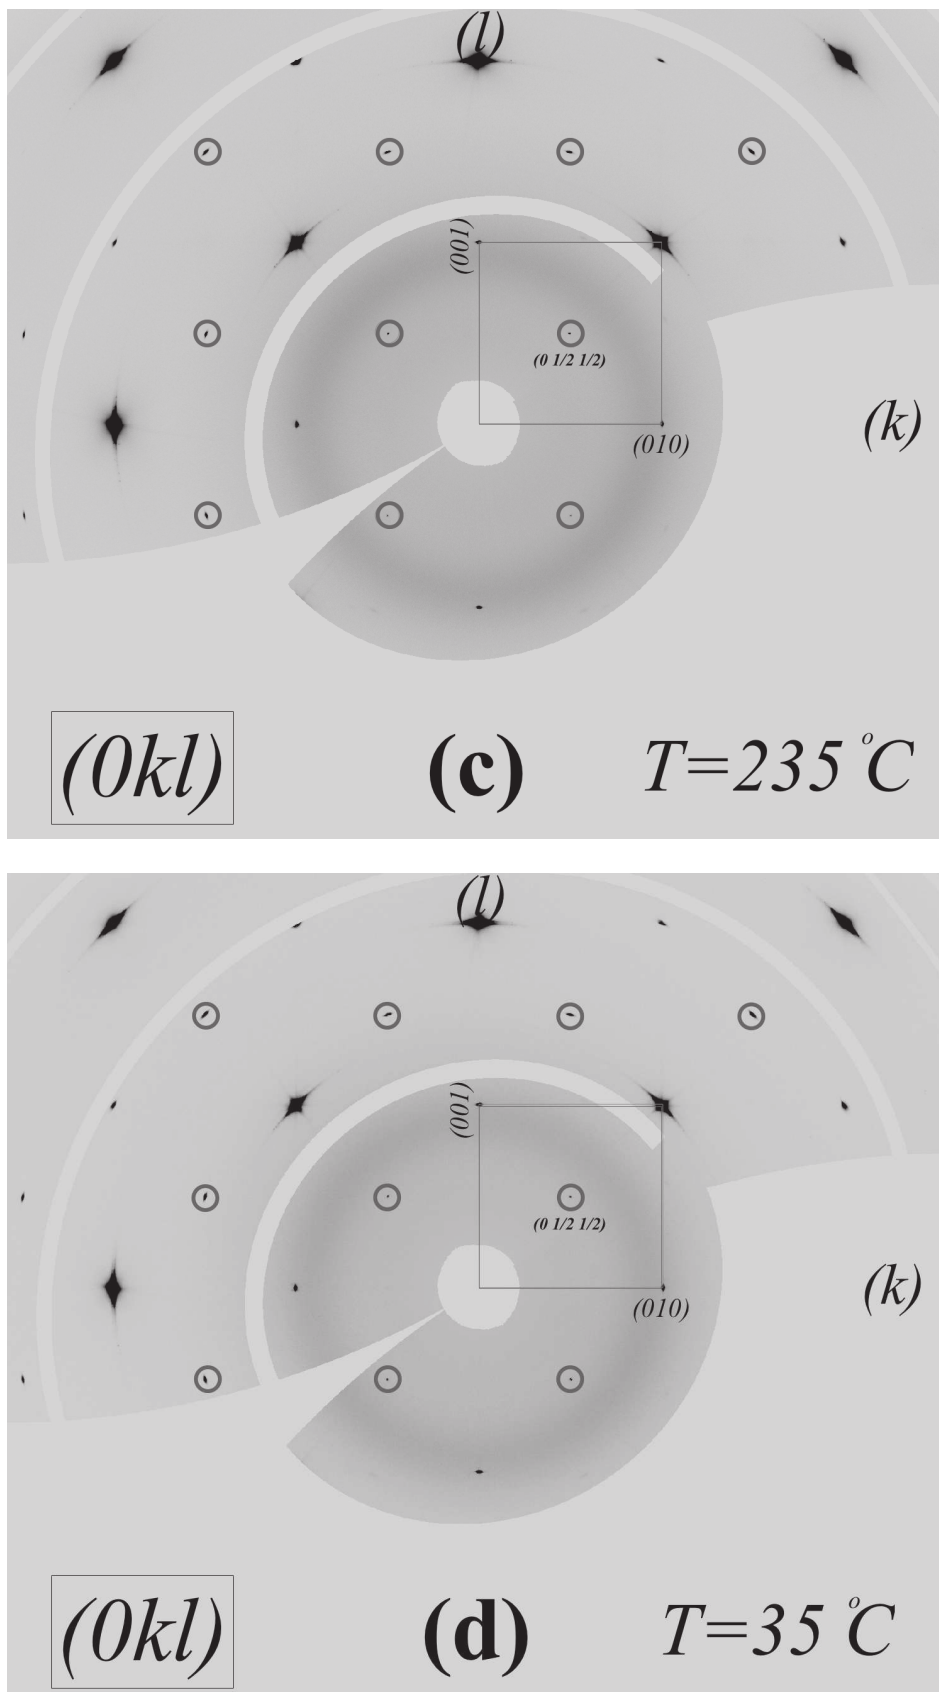 (l)
(001)
(0 1/2 1/2)
(k)
(010)
(0kl)
(c)
T=235 °C
(l)
(001)
(0 1/2 1/2)
(k)
(010)
(0kl)
(d)
T=35 °C